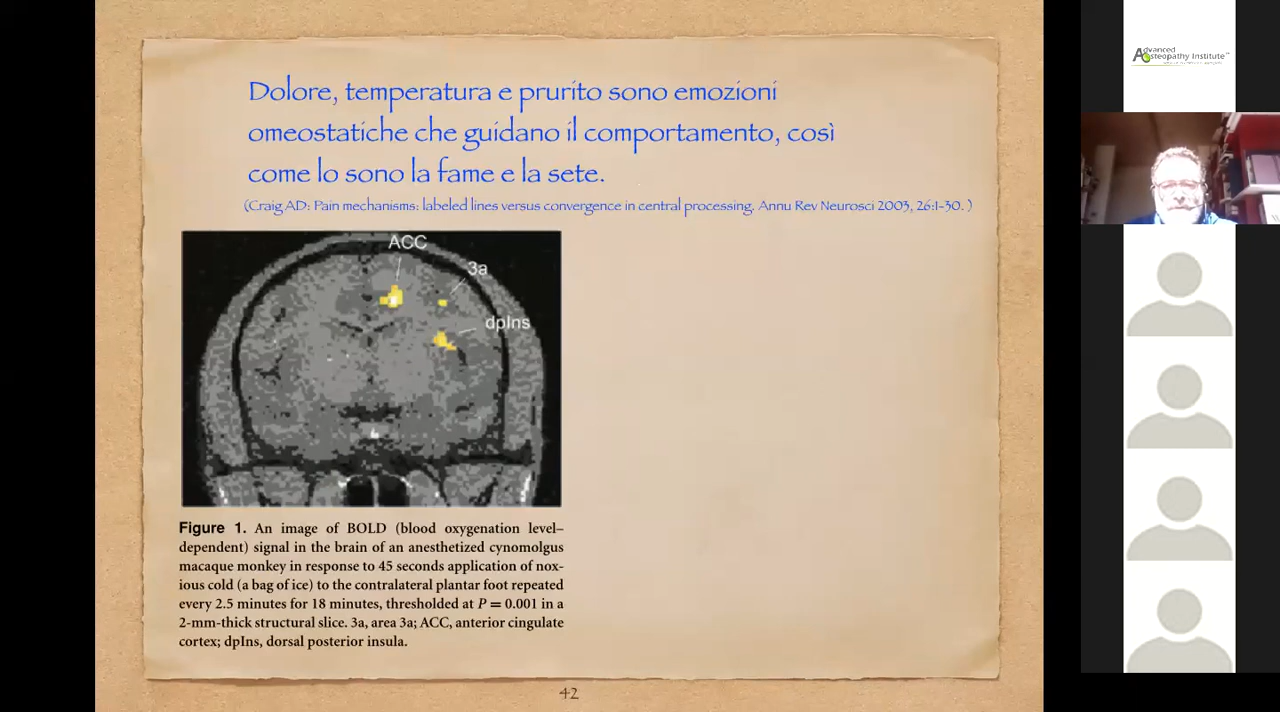 Dolore, temperatura e prurito sono emozioni
omeostatiche che guidano il comportamento, così
come lo sono la fame e la sete.
(Craig AD: Pain mechanisms: labeled lines versus convergence in central processing. Annu Rev Neurosci 2003, 26:1-30. )
ACC
3a
dpIns
Figure 1. An image of BOLD (blood oxygenation level–
dependent) signal in the brain of an anesthetized cynomolgus
macaque monkey in response to 45 seconds application of nox-
ious cold (a bag of ice) to the contralateral plantar foot repeated
every 2.5 minutes for 18 minutes, thresholded at P = 0.001 in a
2-mm-thick structural slice. 3a, area 3a; ACC, anterior cingulate
cortex; dpIns, dorsal posterior insula.
42
Advanced
Osteopathy Institute™